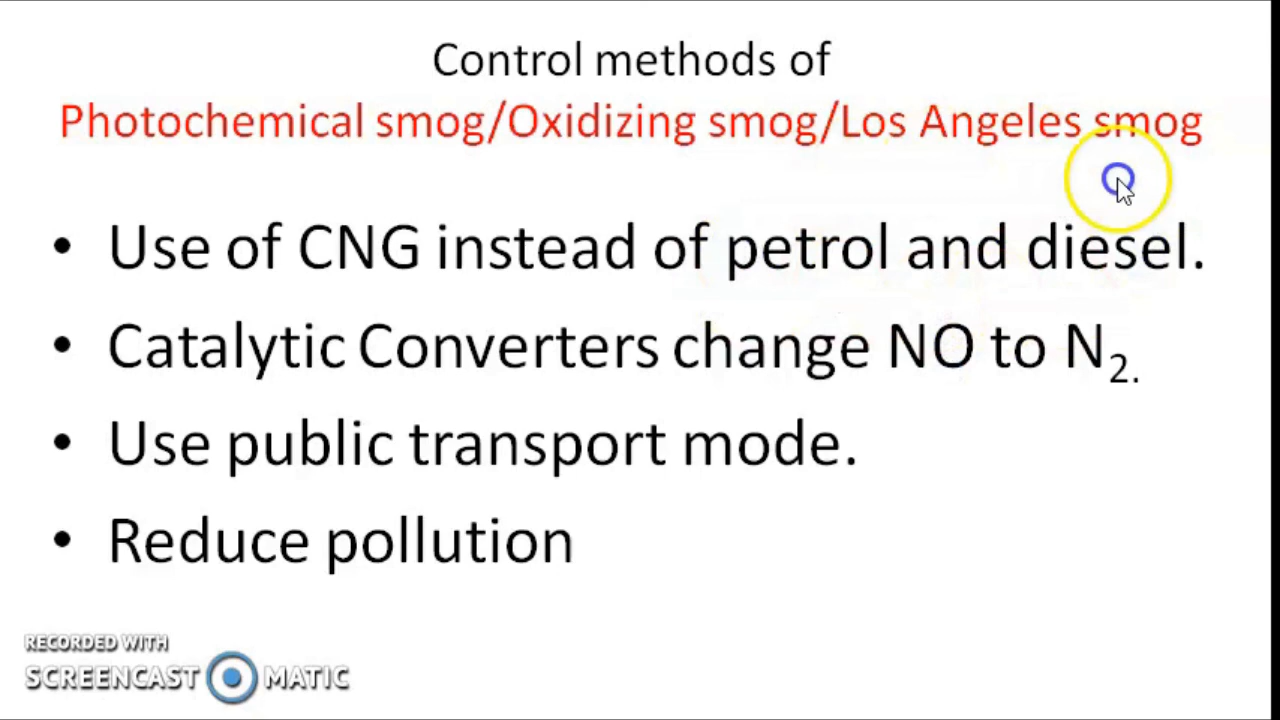 Control methods of
Photochemical smog/Oxidizing smog/Los Angeles smog
• Use of CNG instead of petrol and diesel.
• Catalytic Converters change NO to N₂.
• Use public transport mode.
• Reduce pollution
RECORDED WITH
SCREENCAST MATIC